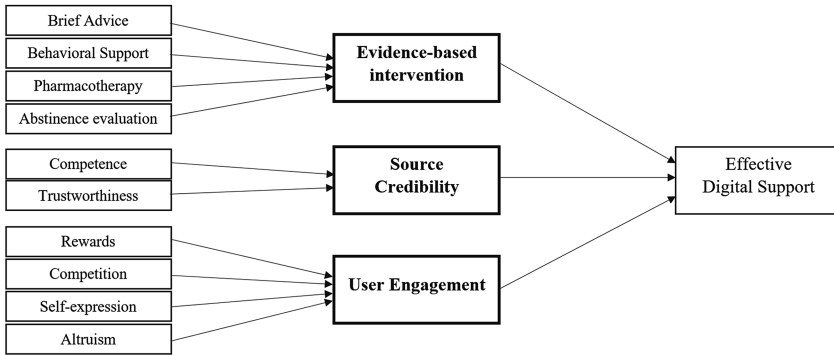 Brief Advice
Behavioral Support
Pharmacotherapy
Abstinence evaluation
Competence
Trustworthiness
Rewards
Competition
Self-expression
Altruism
Evidence-based
intervention
Source
Credibility
User Engagement
Effective
Digital Support